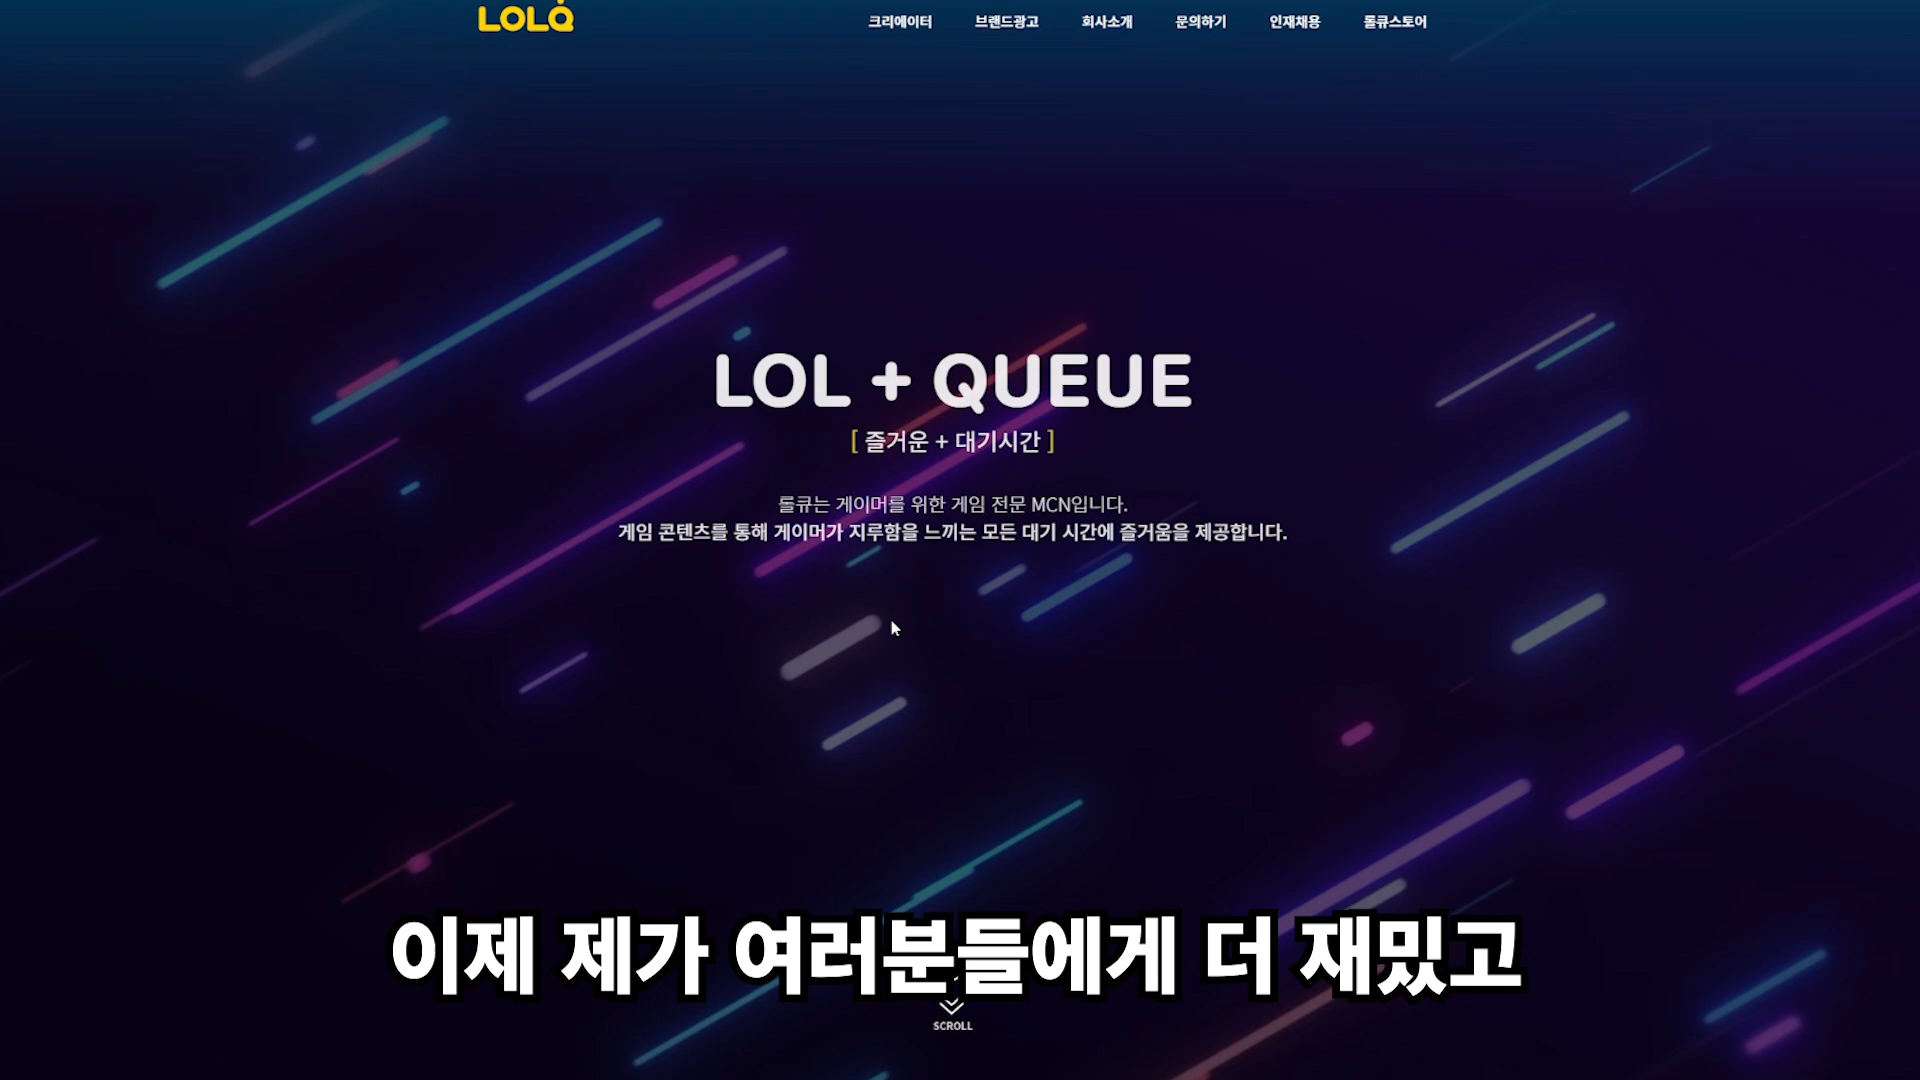 LOLQ
크리에이터 브랜드광고 회사소개 문의하기 인재채용 롤큐스토어
LOL + QUEUE
[ 즐거운 + 대기시간 ]
롤큐는 게이머를 위한 게임 전문 MCN입니다.
게임 콘텐츠를 통해 게이머가 지루함을 느끼는 모든 대기 시간에 즐거움을 제공합니다.
이제 제가 여러분들에게 더 재밌고
SCROLL